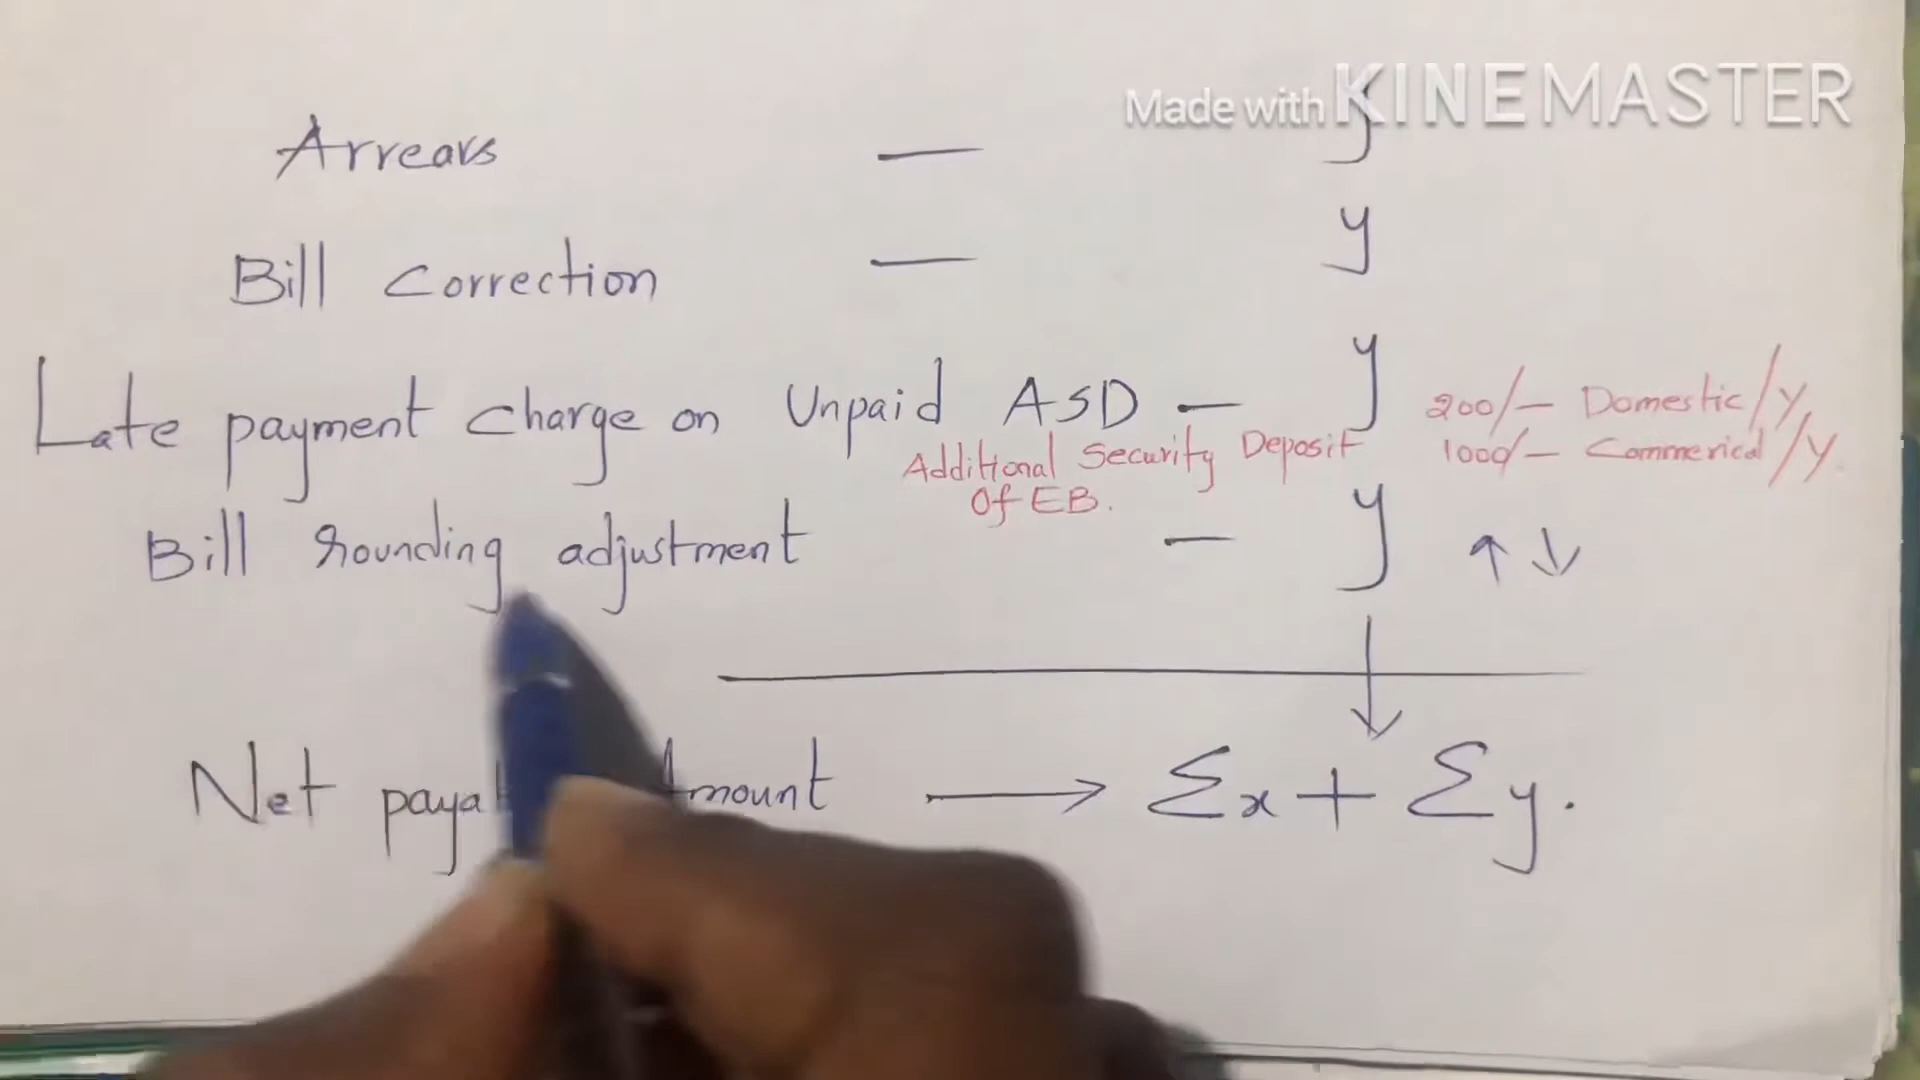 Made with KINEMASTER
Arrears — y
Bill Correction — y
Late payment charge on Unpaid ASD — y 200/- Domestic/Y
Additional Security Deposit 1000/- Commerical/Y.
Of EB.
Bill rounding adjustment — y ↑ ↓
Net Amount → Σx + Σy.